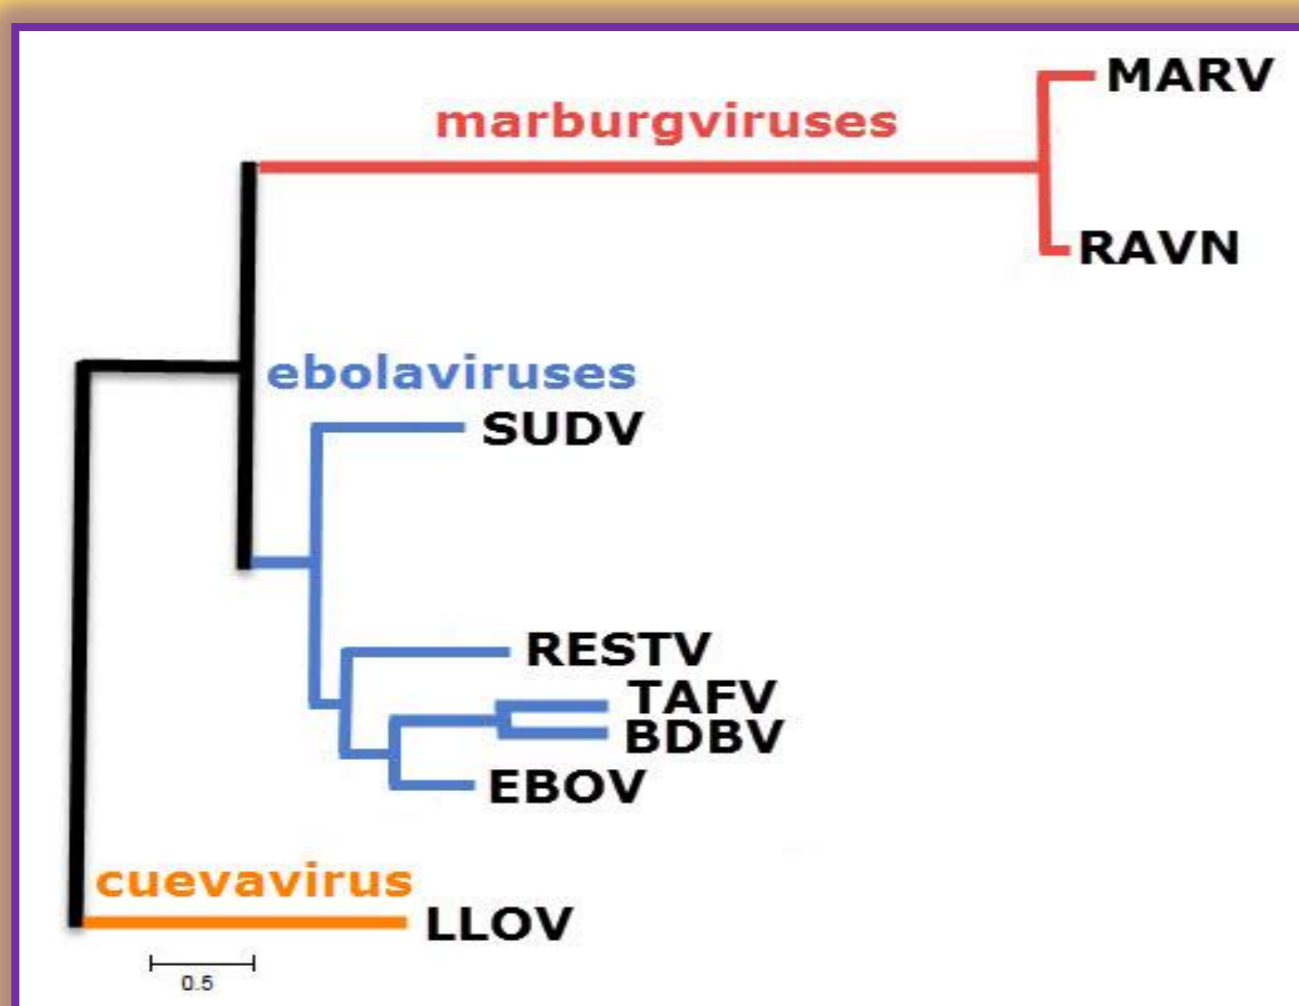 MARV
marburgviruses
RAVN
ebolaviruses
SUDV
RESTV
TAFV
BDBV
EBOV
cuevavirus
LLOV
0.5